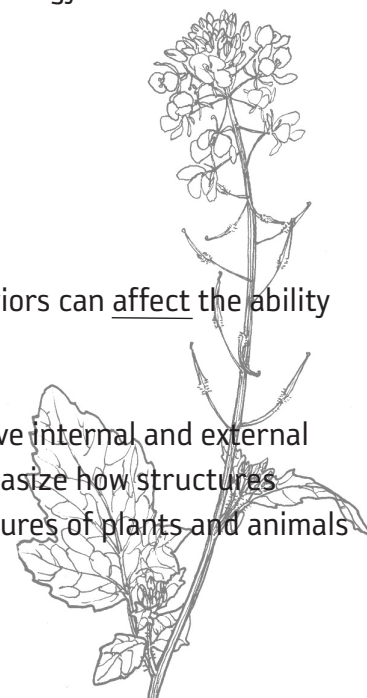 iors can affect the ability
ve internal and external
asize how structures
ures of plants and animals